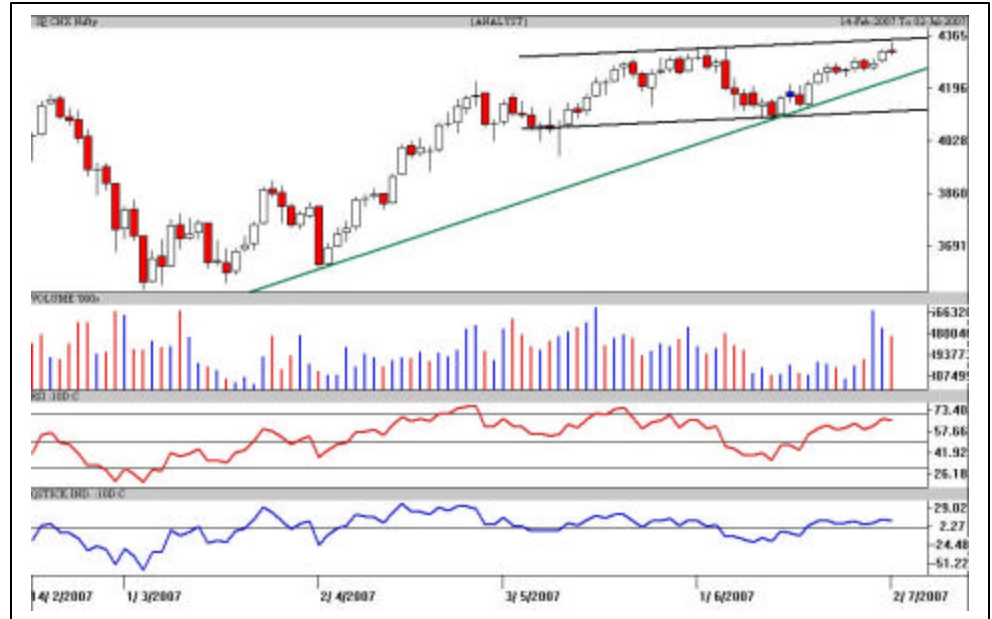 CNX Nifty (ANALYST) 14-Feb-2007 To 02-Jul-2007
4365
4196
4028
3860
3691
VOLUME '000s
RSI 10D C
73.40
57.66
41.92
26.18
QSTICK IND 10D C
29.02
2.27
-24.48
-51.22
14/2/2007 1/3/2007 2/4/2007 3/5/2007 1/6/2007 2/7/2007